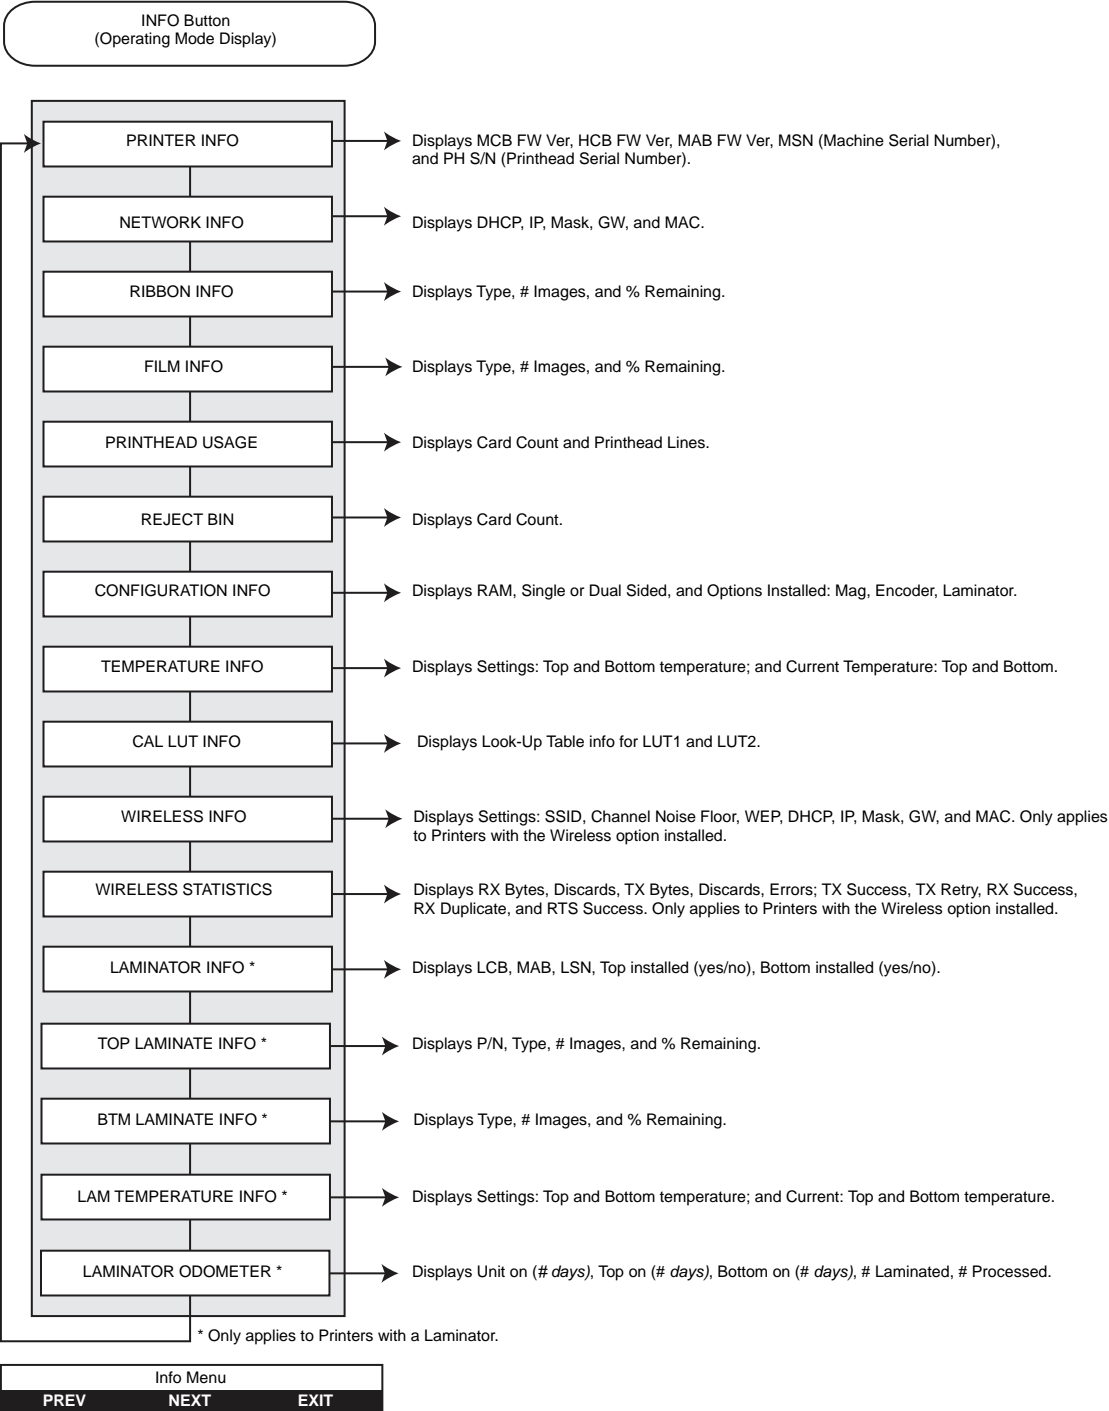 INFO Button
(Operating Mode Display)
PRINTER INFO
Displays MCB FW Ver, HCB FW Ver, MAB FW Ver, MSN (Machine Serial Number),
and PH S/N (Printhead Serial Number).
NETWORK INFO
Displays DHCP, IP, Mask, GW, and MAC.
RIBBON INFO
Displays Type, # Images, and % Remaining.
FILM INFO
Displays Type, # Images, and % Remaining.
PRINTHEAD USAGE
Displays Card Count and Printhead Lines.
REJECT BIN
Displays Card Count.
CONFIGURATION INFO
Displays RAM, Single or Dual Sided, and Options Installed: Mag, Encoder, Laminator.
TEMPERATURE INFO
Displays Settings: Top and Bottom temperature; and Current Temperature: Top and Bottom.
CAL LUT INFO
Displays Look-Up Table info for LUT1 and LUT2.
WIRELESS INFO
Displays Settings: SSID, Channel Noise Floor, WEP, DHCP, IP, Mask, GW, and MAC. Only applies
to Printers with the Wireless option installed.
WIRELESS STATISTICS
Displays RX Bytes, Discards, TX Bytes, Discards, Errors; TX Success, TX Retry, RX Success,
RX Duplicate, and RTS Success. Only applies to Printers with the Wireless option installed.
LAMINATOR INFO *
Displays LCB, MAB, LSN, Top installed (yes/no), Bottom installed (yes/no).
TOP LAMINATE INFO *
Displays P/N, Type, # Images, and % Remaining.
BTM LAMINATE INFO *
Displays Type, # Images, and % Remaining.
LAM TEMPERATURE INFO *
Displays Settings: Top and Bottom temperature; and Current: Top and Bottom temperature.
LAMINATOR ODOMETER *
Displays Unit on (# days), Top on (# days), Bottom on (# days), # Laminated, # Processed.
* Only applies to Printers with a Laminator.
Info Menu
PREV NEXT EXIT